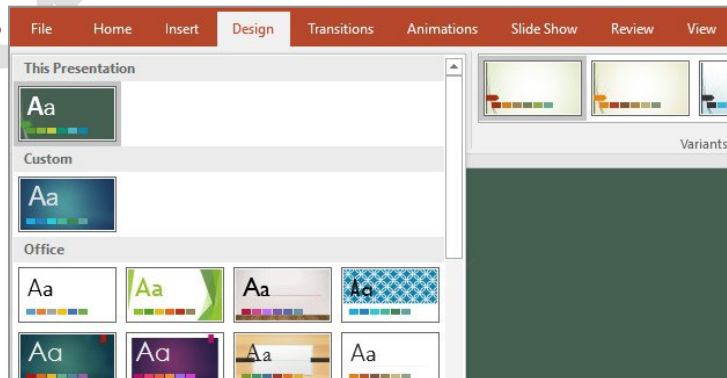 File Home Insert Design Transitions Animations Slide Show Review View
This Presentation
Aa
Variants
Custom
Aa
Office
Aa Aa Aa Aa
Aa Aa Aa Aa